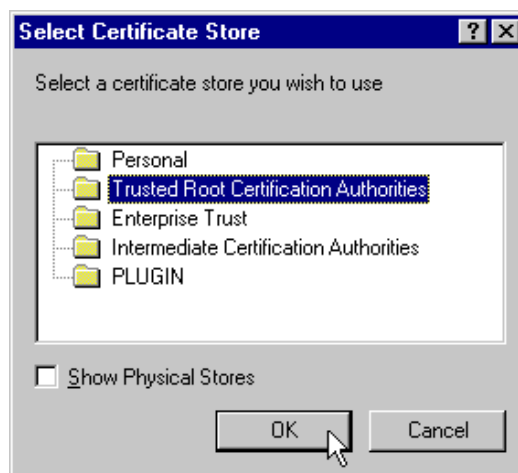 Select Certificate Store
Select a certificate store you wish to use
Personal
Trusted Root Certification Authorities
Enterprise Trust
Intermediate Certification Authorities
PLUGIN
Show Physical Stores
OK
Cancel